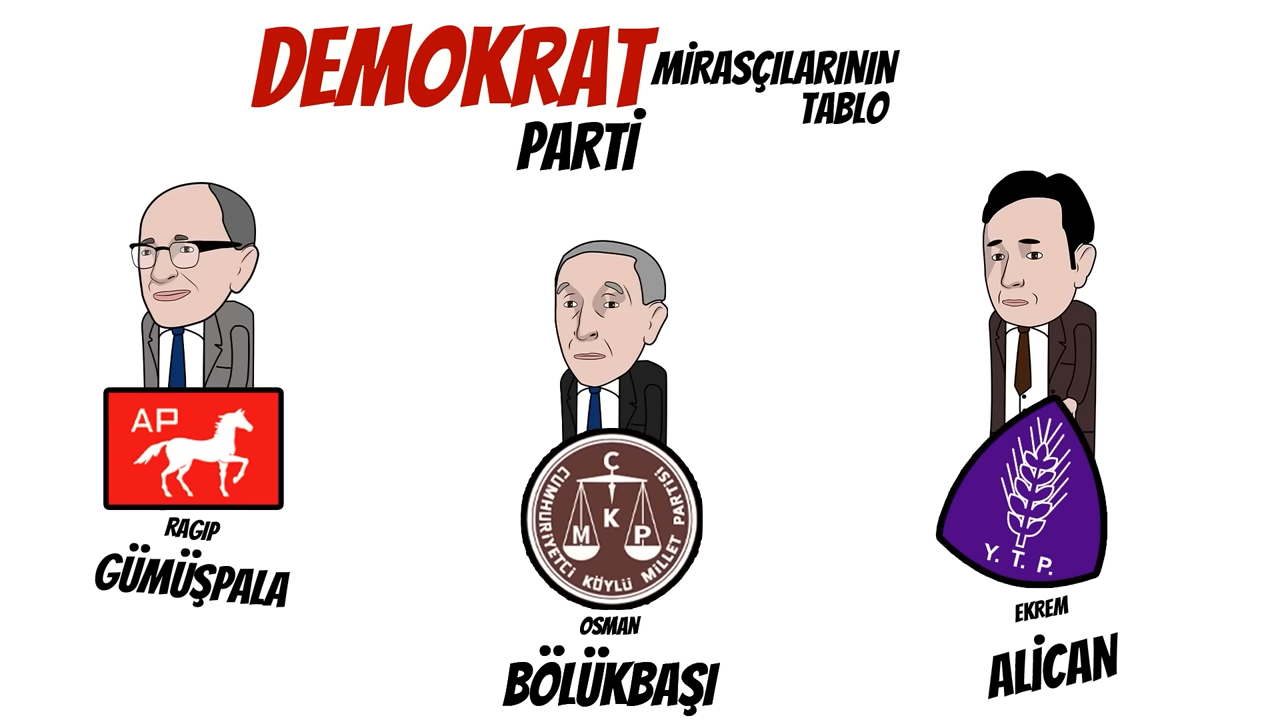 DEMOKRAT MİRASÇILARININ
TABLO
PARTİ
AP
RAGIP
GÜMÜŞPALA
Ç
M K P
CUMHURİYETÇİ KÖYLÜ MİLLET PARTİSİ
OSMAN
BÖLÜKBAŞI
Y. T. P.
EKREM
ALİCAN